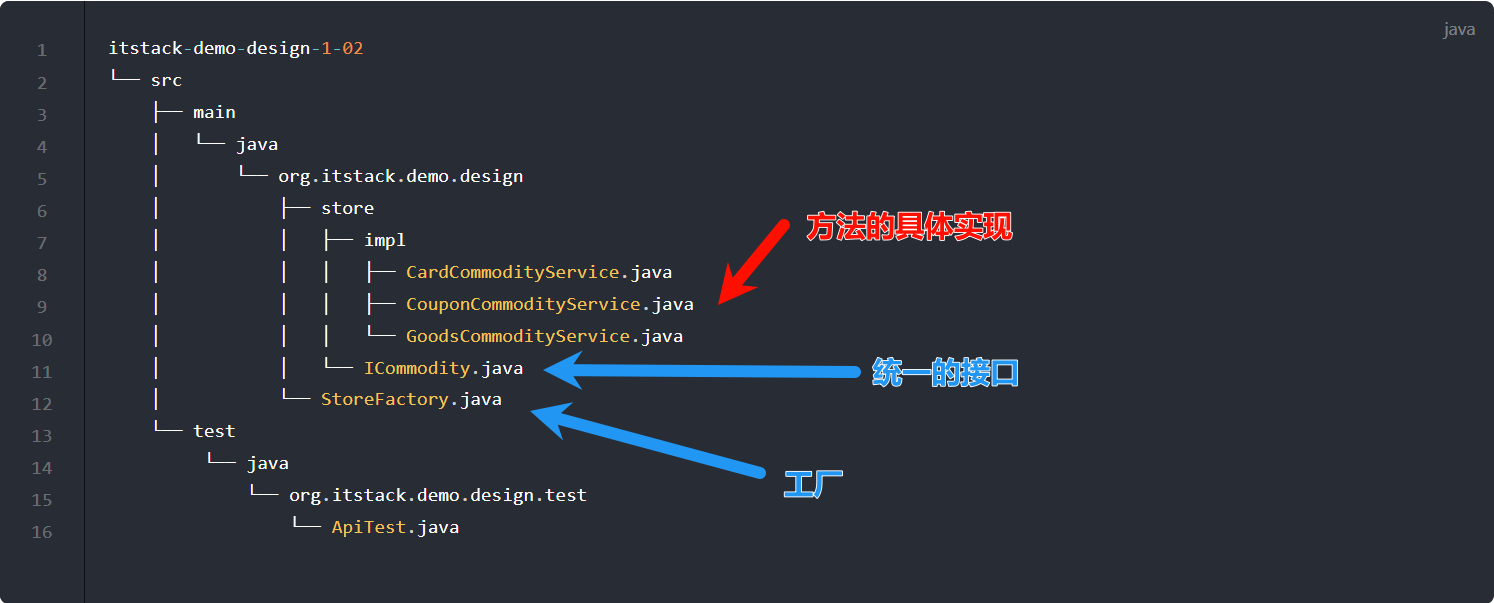 java
1 itstack-demo-design-1-02
2 └── src
3     ├── main
4     │   └── java
5     │       └── org.itstack.demo.design
6     │           ├── store
7     │           │   ├── impl
方法的具体实现
8     │           │   │   ├── CardCommodityService.java
9     │           │   │   ├── CouponCommodityService.java
10     │           │   │   └── GoodsCommodityService.java
11     │           │   └── ICommodity.java
统一的接口
12     │           └── StoreFactory.java
13     └── test
14          └── java
工厂
15              └── org.itstack.demo.design.test
16                  └── ApiTest.java